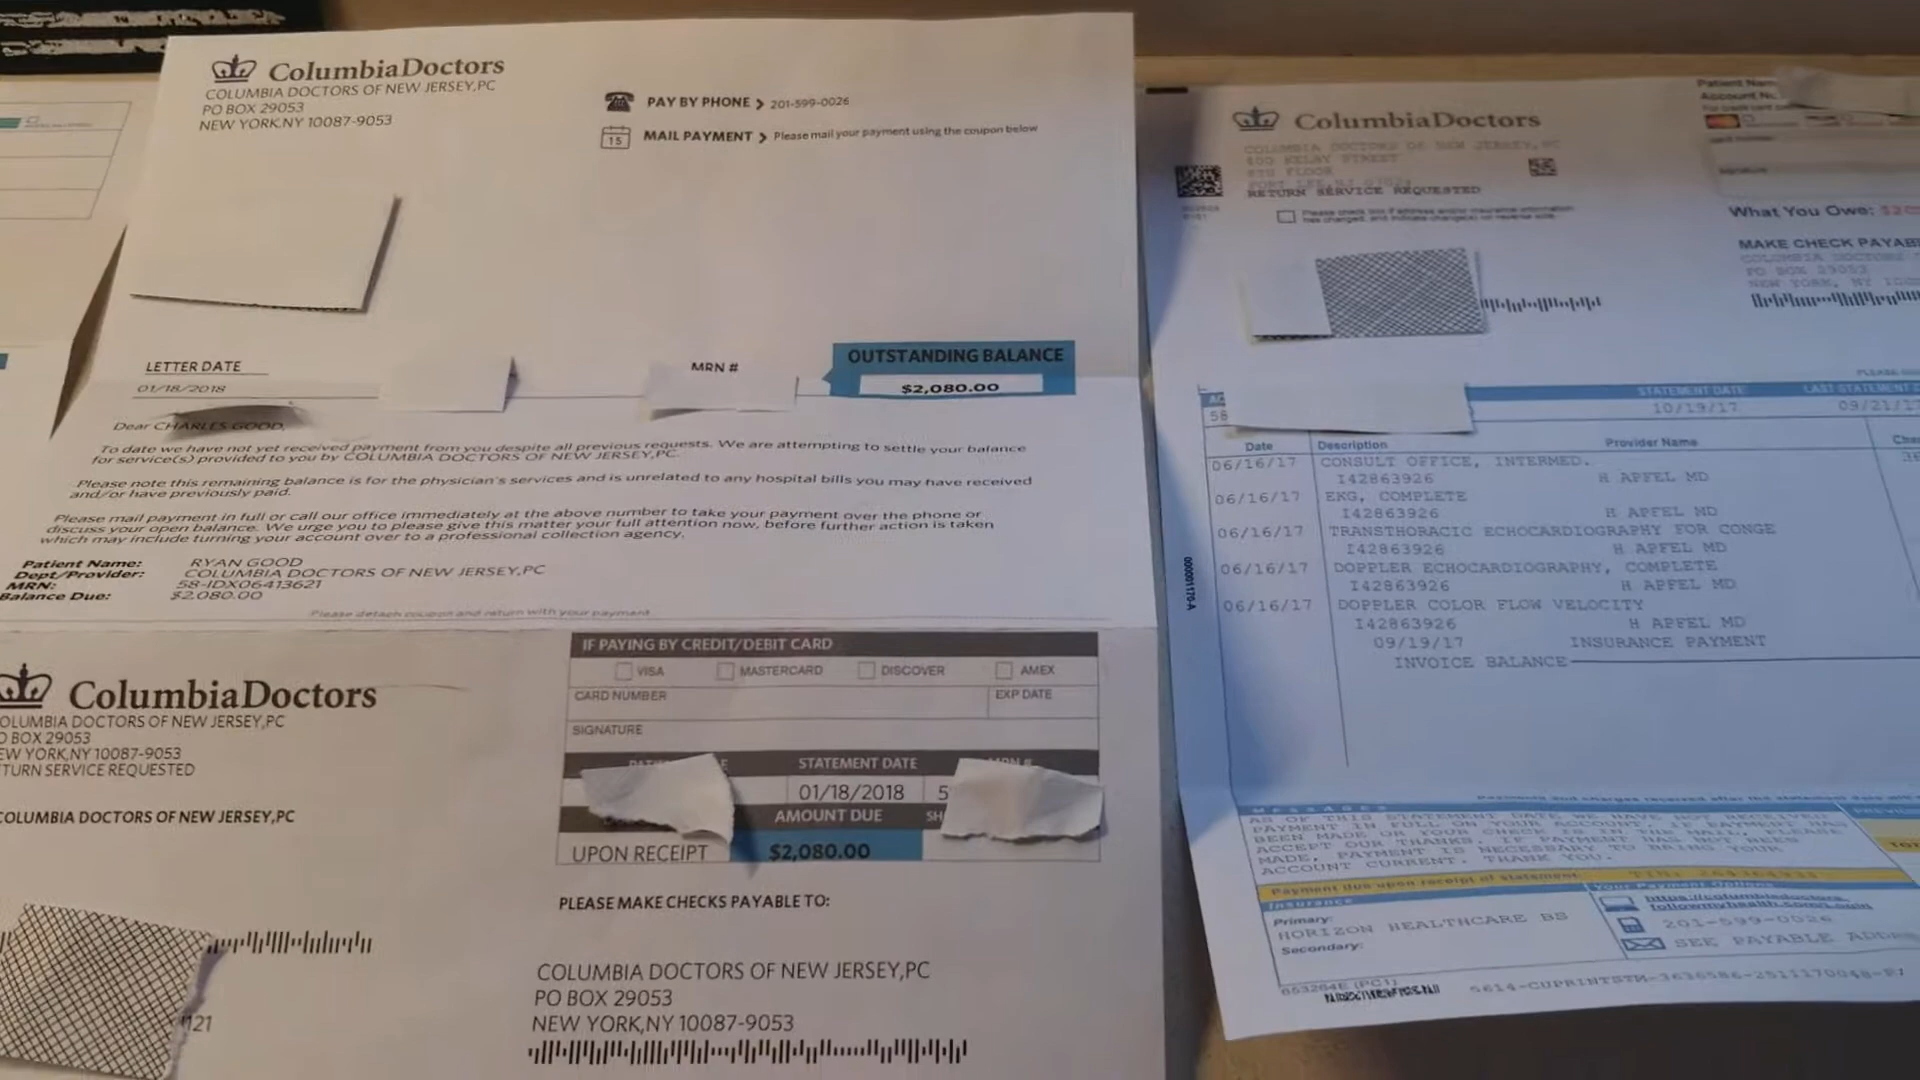 ColumbiaDoctors
COLUMBIA DOCTORS OF NEW JERSEY,PC
PO BOX 29053
NEW YORK,NY 10087-9053
PAY BY PHONE > 201-599-0026
15
MAIL PAYMENT > Please mail your payment using the coupon below
LETTER DATE
01/18/2018
MRN #
OUTSTANDING BALANCE
$2,080.00
Dear CHARLES GOOD,
To date we have not yet received payment from you despite all previous requests. We are attempting to settle your balance
for service(s) provided to you by COLUMBIA DOCTORS OF NEW JERSEY,PC.
Please note this remaining balance is for the physician's services and is unrelated to any hospital bills you may have received
and/or have previously paid.
Please mail payment in full or call our office immediately at the above number to take your payment over the phone or
discuss your open balance. We urge you to please give this matter your full attention now, before further action is taken
which may include turning your account over to a professional collection agency.
Patient Name: RYAN GOOD
Dept/Provider: COLUMBIA DOCTORS OF NEW JERSEY,PC
MRN: 58-IDX06413621
Balance Due: $2,080.00
Please detach coupon and return with your payment
ColumbiaDoctors
OLUMBIA DOCTORS OF NEW JERSEY,PC
O BOX 29053
EW YORK,NY 10087-9053
TURN SERVICE REQUESTED
COLUMBIA DOCTORS OF NEW JERSEY,PC
121
IF PAYING BY CREDIT/DEBIT CARD
VISA MASTERCARD DISCOVER AMEX
CARD NUMBER EXP DATE
SIGNATURE
STATEMENT DATE
01/18/2018 5
AMOUNT DUE SH
UPON RECEIPT $2,080.00
PLEASE MAKE CHECKS PAYABLE TO:
COLUMBIA DOCTORS OF NEW JERSEY,PC
PO BOX 29053
NEW YORK,NY 10087-9053
ColumbiaDoctors
COLUMBIA DOCTORS OF NEW JERSEY,PC
400 KELBY STREET
RETURN SERVICE REQUESTED
Please check box if address and/or insurance information
has changed, and indicate change(s) on reverse side.
Patient Nam
Account N
What You Owe:
MAKE CHECK PAYAB
COLUMBIA DOCTORS
PO BOX 29053
NEW YORK, NY
STATEMENT DATE LAST STATEMENT D
58 10/19/17 09/21/17
Date Description Provider Name
06/16/17 CONSULT OFFICE, INTERMED.
I42863926 H APFEL MD
06/16/17 EKG, COMPLETE
I42863926 H APFEL MD
06/16/17 TRANSTHORACIC ECHOCARDIOGRAPHY FOR CONGE
I42863926 H APFEL MD
06/16/17 DOPPLER ECHOCARDIOGRAPHY, COMPLETE
I42863926 H APFEL MD
06/16/17 DOPPLER COLOR FLOW VELOCITY
I42863926 H APFEL MD
09/19/17 INSURANCE PAYMENT
INVOICE BALANCE
00001170-A
MESSAGES
AS OF THIS STATEMENT DATE WE HAVE NOT RECEIVED
PAYMENT IN FULL ON YOUR ACCOUNT. IF PAYMENT HAS
BEEN MADE OR YOUR CHECK IS IN THE MAIL, PLEASE
ACCEPT OUR THANKS. IF PAYMENT HAS NOT BEEN
MADE, PAYMENT IS NECESSARY TO BRING YOUR
ACCOUNT CURRENT. THANK YOU.
Payment due upon receipt of statement
Insurance
Your Payment Options
Primary:
HORIZON HEALTHCARE BS
Secondary:
201-599-0026
SEE PAYABLE ADDR